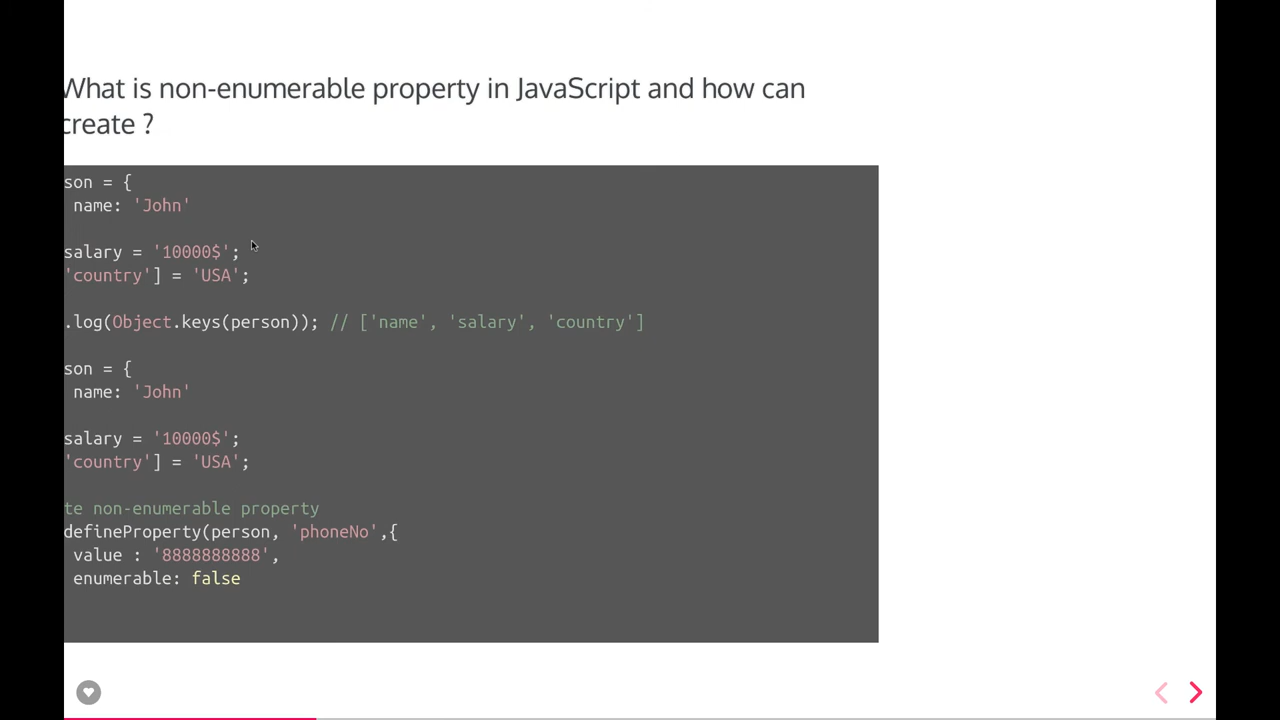 What is non-enumerable property in JavaScript and how can
create ?
son = {
name: 'John'
salary = '10000$';
'country'] = 'USA';
.log(Object.keys(person)); // ['name', 'salary', 'country']
son = {
name: 'John'
salary = '10000$';
'country'] = 'USA';
te non-enumerable property
defineProperty(person, 'phoneNo',{
value : '8888888888',
enumerable: false